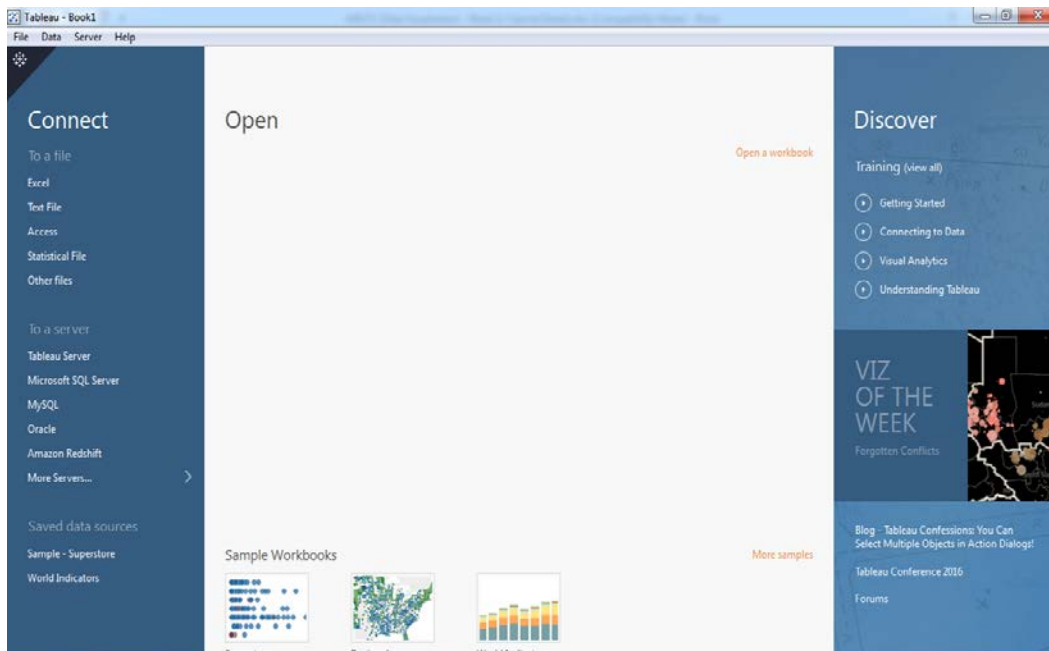 Tableau - Book1
File Data Server Help
Connect
To a file
Excel
Text File
Access
Statistical File
Other files
To a server
Tableau Server
Microsoft SQL Server
MySQL
Oracle
Amazon Redshift
More Servers...
Saved data sources
Sample - Superstore
World Indicators
Open
Open a workbook
Sample Workbooks
More samples
Discover
Training (view all)
Getting Started
Connecting to Data
Visual Analytics
Understanding Tableau
VIZ
OF THE
WEEK
Forgotten Conflicts
Blog - Tableau Confessions: You Can
Select Multiple Objects in Action Dialogs!
Tableau Conference 2016
Forums